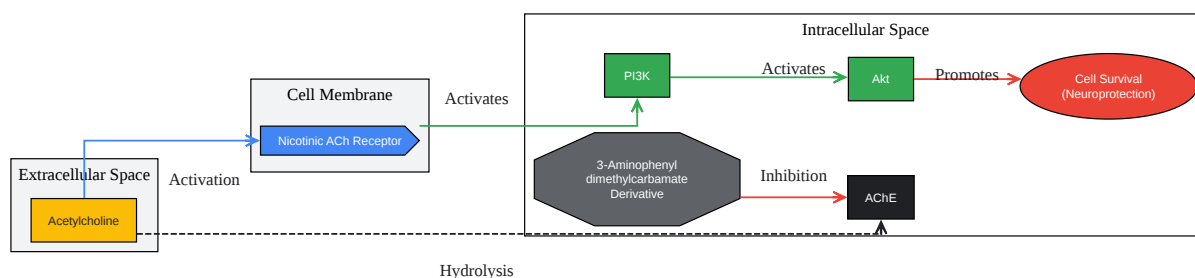 Intracellular Space
PI3K
Activates
Akt
Promotes
Cell Survival
(Neuroprotection)
Cell Membrane
Activates
Nicotinic ACh Receptor
Extracellular Space
Activation
Acetylcholine
3-Aminophenyl
dimethylcarbamate
Derivative
Inhibition
AChE
Hydrolysis